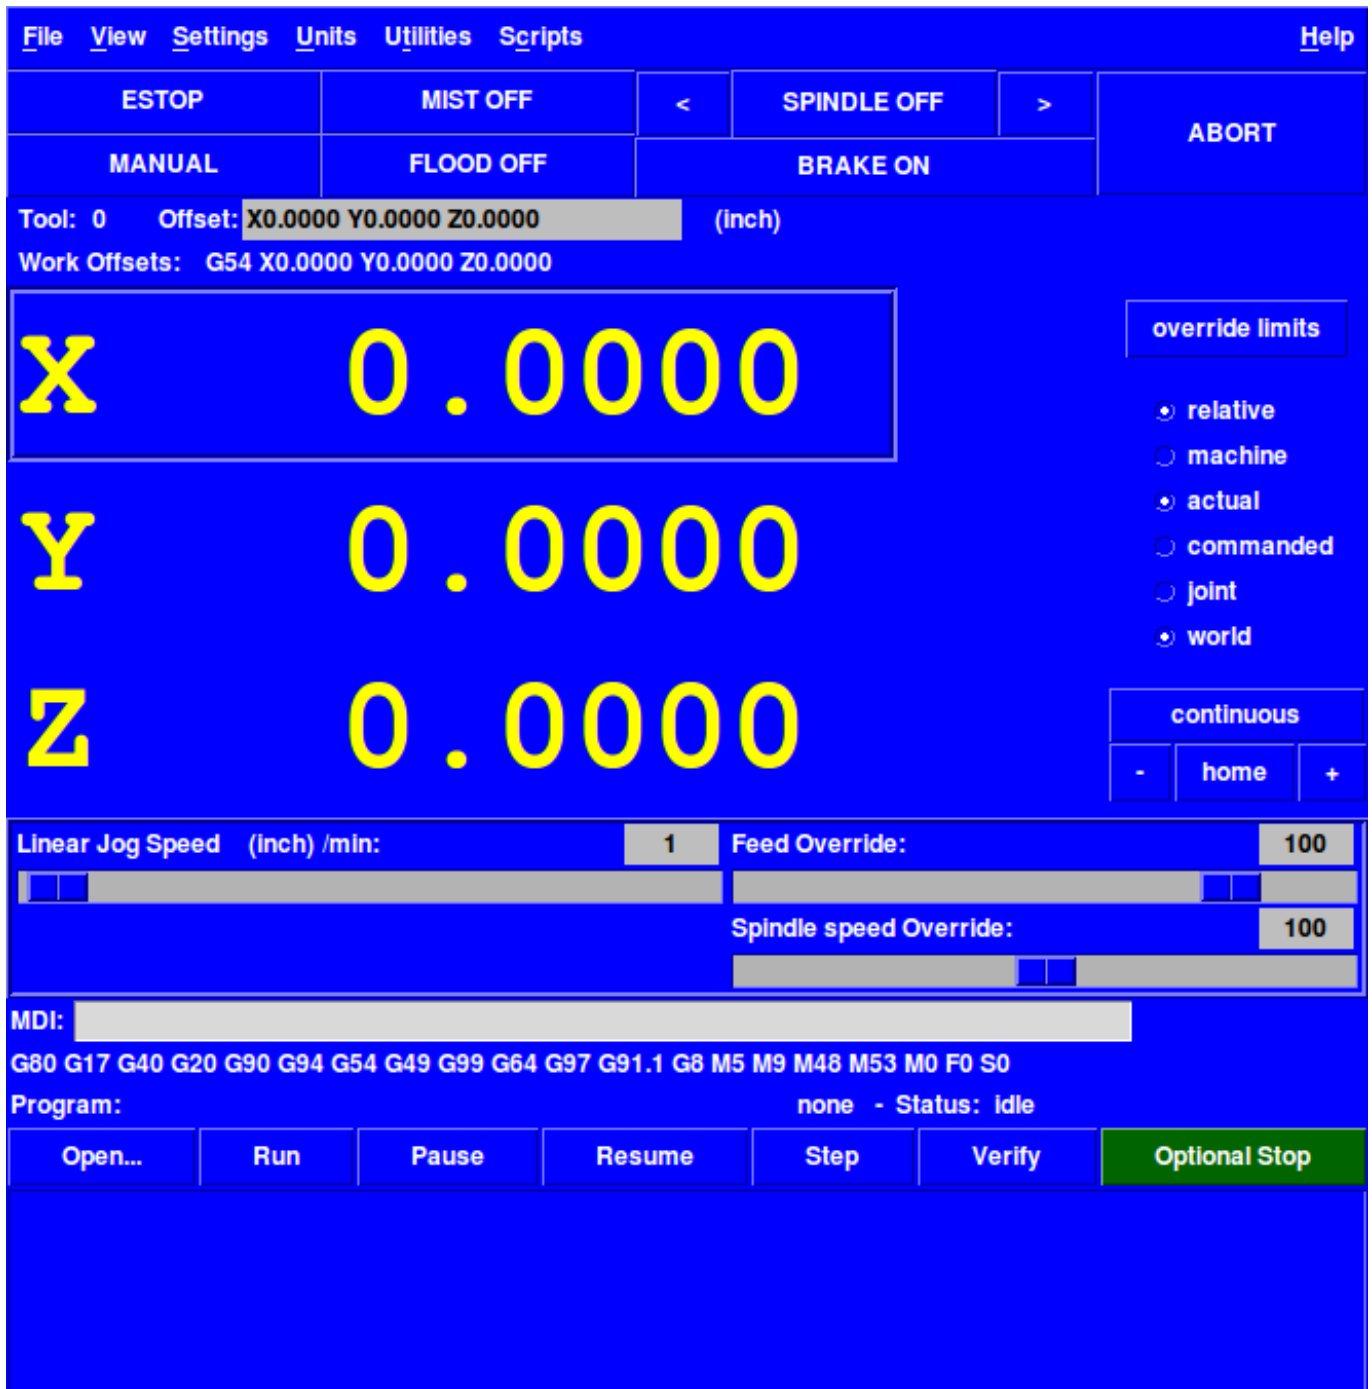 File View Settings Units Utilities Scripts Help
ESTOP MIST OFF < SPINDLE OFF > ABORT
MANUAL FLOOD OFF BRAKE ON
Tool: 0 Offset: X0.0000 Y0.0000 Z0.0000 (inch)
Work Offsets: G54 X0.0000 Y0.0000 Z0.0000
X 0.0000
Y 0.0000
Z 0.0000
override limits
relative
machine
actual
commanded
joint
world
continuous
- home +
Linear Jog Speed (inch) /min: 1 Feed Override: 100
Spindle speed Override: 100
MDI:
G80 G17 G40 G20 G90 G94 G54 G49 G99 G64 G97 G91.1 G8 M5 M9 M48 M53 M0 F0 S0
Program: none - Status: idle
Open... Run Pause Resume Step Verify Optional Stop